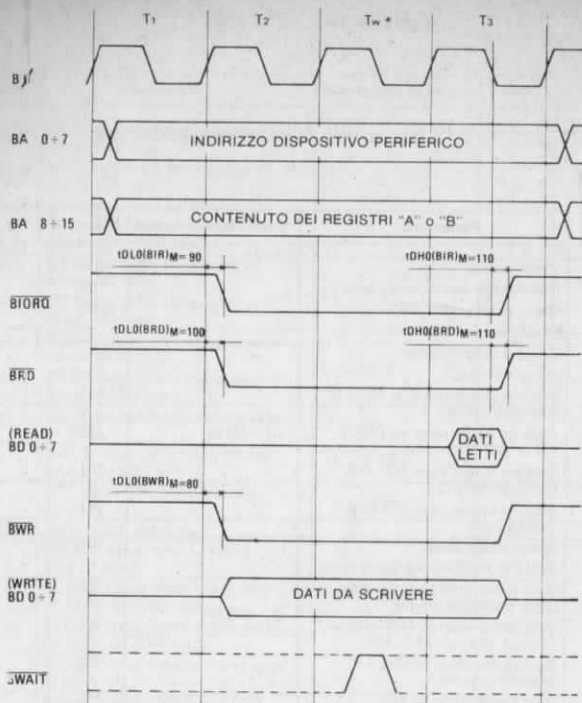 T1 T2 Tw * T3
BA 0÷7 INDIRIZZO DISPOSITIVO PERIFERICO
BA 8÷15 CONTENUTO DEI REGISTRI "A" o "B"
tDL0(BIR)M=90 tDH0(BIR)M=110
BIORQ
tDL0(BRD)M=100 tDH0(BRD)M=110
BRD
(READ)
BD 0÷7
DATI
LETTI
tDL0(BWR)M=80
BWR
(WRITE)
BD 0÷7
DATI DA SCRIVERE
WAIT